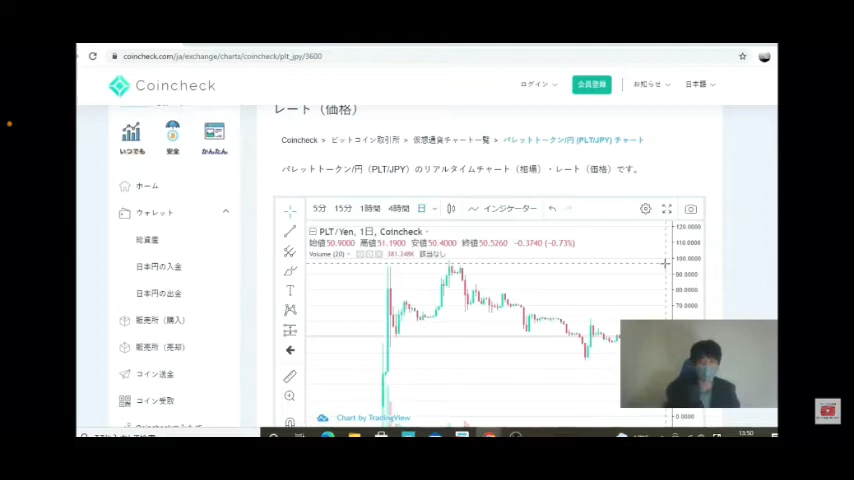 coincheck.com/ja/exchange/charts/coincheck/plt_jpy/3600
Coincheck
ログイン
会員登録
お知らせ
日本語
レート（価格）
いつでも
安全
かんたん
Coincheck > ビットコイン取引所 > 仮想通貨チャート一覧 > パレットトークン/円 (PLT/JPY) チャート
パレットトークン/円（PLT/JPY）のリアルタイムチャート（相場）・レート（価格）です。
ホーム
ウォレット
総資産
日本円の入金
日本円の出金
販売所（購入）
販売所（売却）
コイン送金
コイン受取
5分 15分 1時間 4時間 日
インジケーター
PLT/Yen, 1日, Coincheck
始値50.9000 高値51.1900 安値50.4000 終値50.5260 -0.3740 (-0.73%)
Volume (20)
381.248K 該当なし
120.0000
110.0000
100.0000
90.0000
80.0000
70.0000
0.0000
Chart by TradingView
13:50